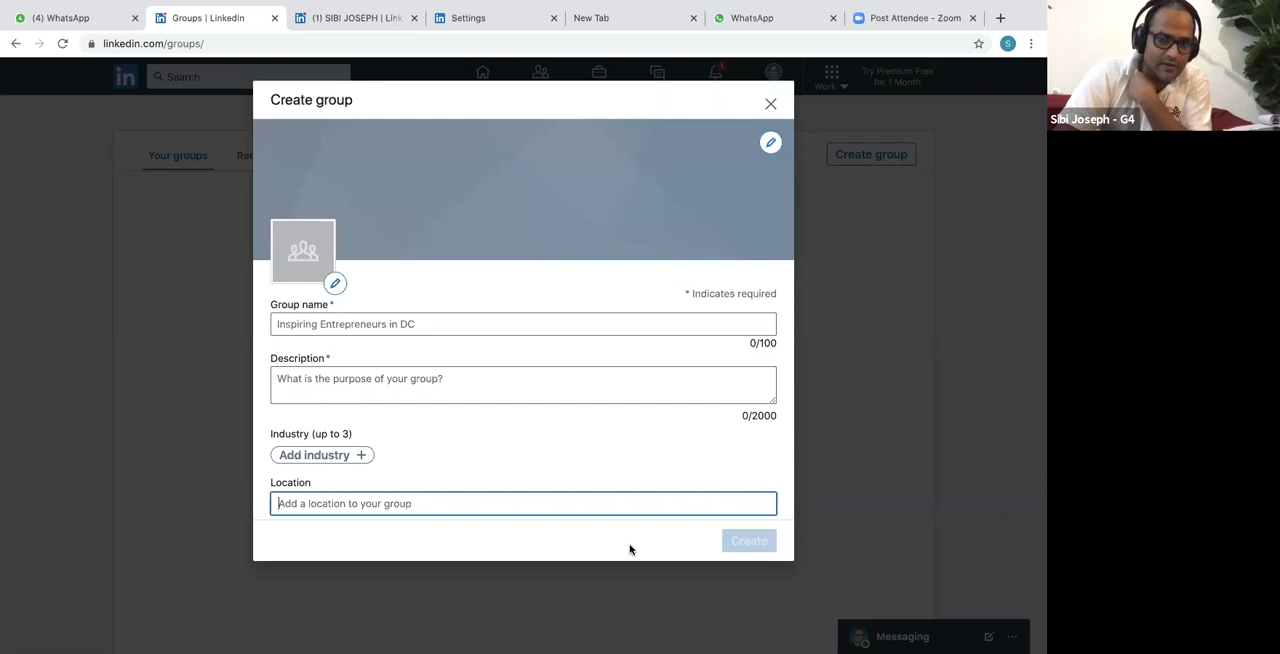 (4) WhatsApp
Groups | LinkedIn
(1) SIBI JOSEPH | Link
Settings
New Tab
WhatsApp
Post Attendee - Zoom
linkedin.com/groups/
S
in
Search
1
Work
Try Premium Free
for 1 Month
Sibi Joseph - G4
Create group
Your groups
Rec
Create group
* Indicates required
Group name*
Inspiring Entrepreneurs in DC
0/100
Description*
What is the purpose of your group?
0/2000
Industry (up to 3)
Add industry +
Location
Add a location to your group
Create
Messaging